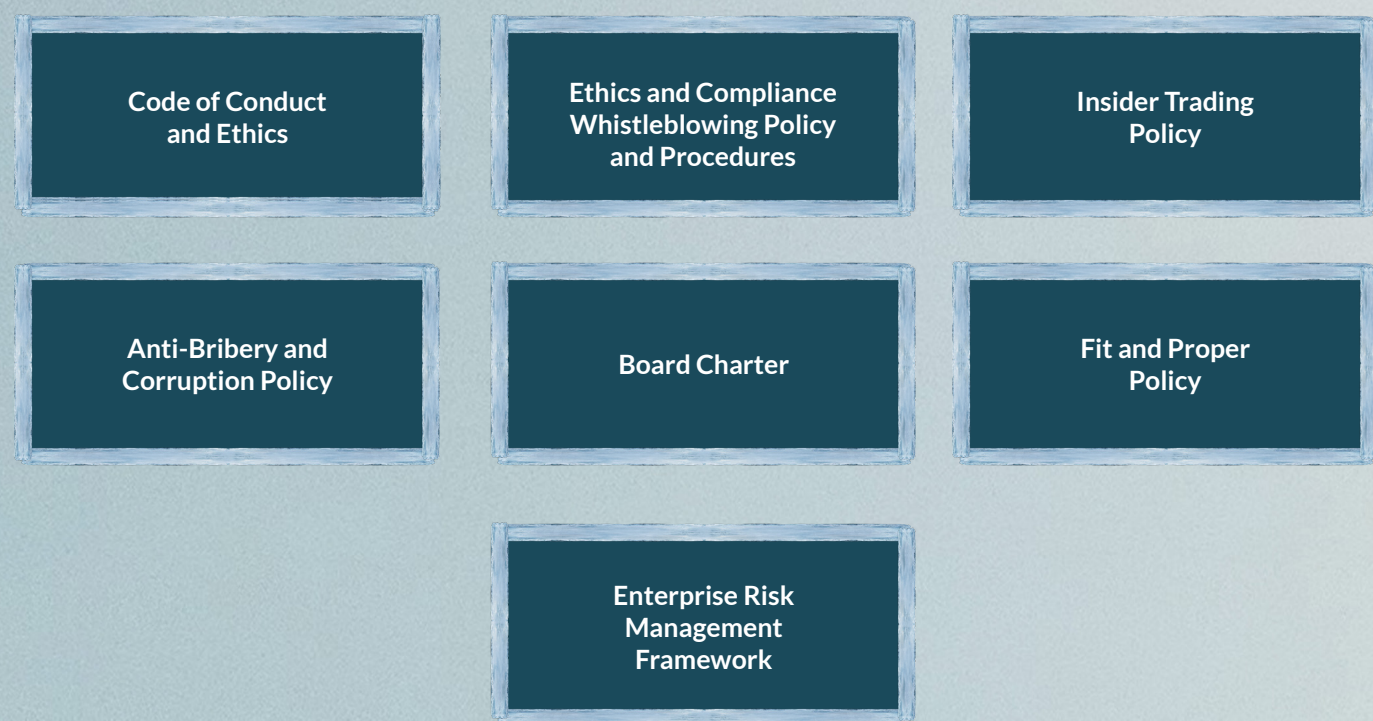 Code of Conduct
and Ethics
Ethics and Compliance
Whistleblowing Policy
and Procedures
Insider Trading
Policy
Anti-Bribery and
Corruption Policy
Board Charter
Fit and Proper
Policy
Enterprise Risk
Management
Framework